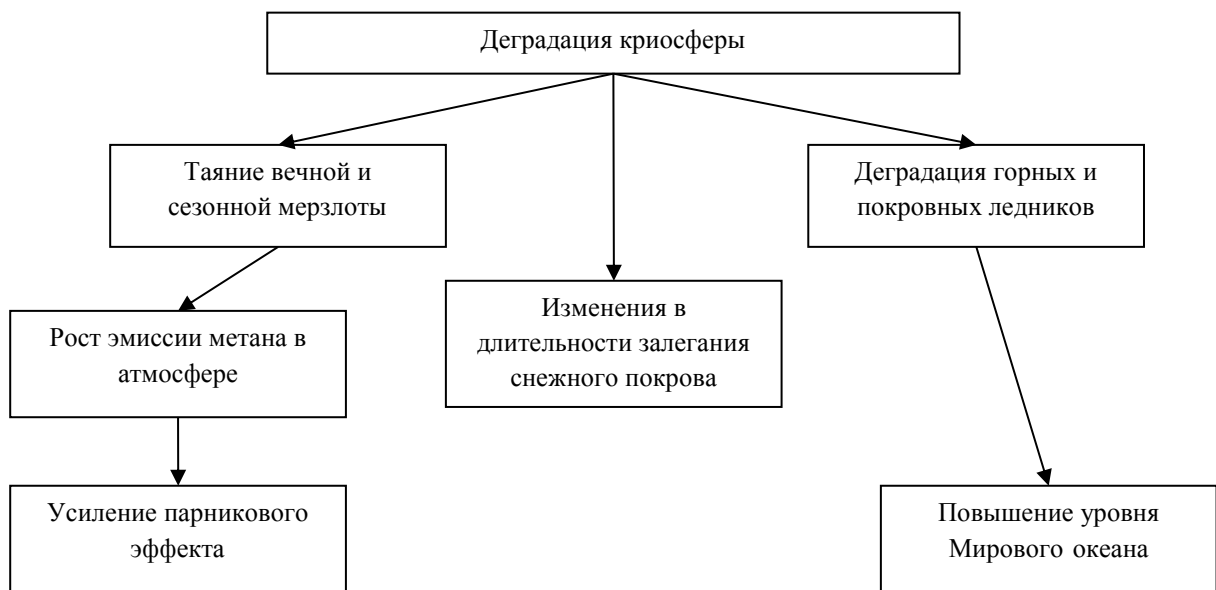 Деградация криосферы
Таяние вечной и
сезонной мерзлоты
Деградация горных и
покровных ледников
Изменения в
длительности залегания
снежного покрова
Рост эмиссии метана в
атмосфере
Усиление парникового
эффекта
Повышение уровня
Мирового океана